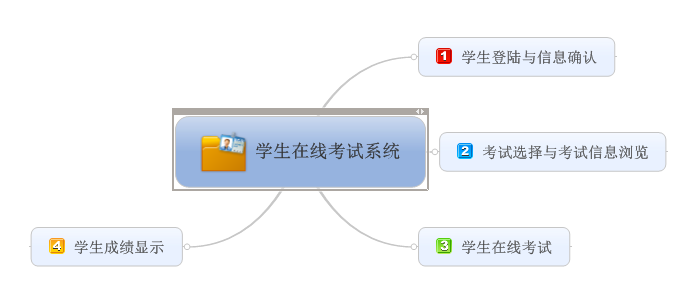 1 学生登陆与信息确认
学生在线考试系统
2 考试选择与考试信息浏览
4 学生成绩显示
3 学生在线考试